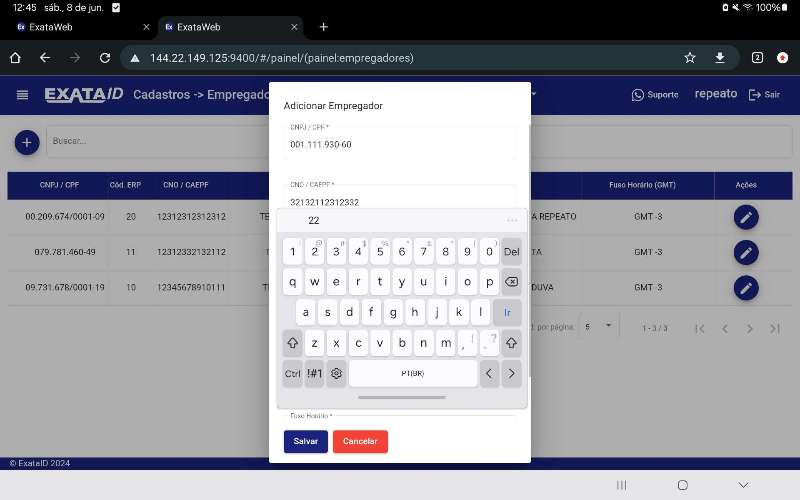 12:45 sáb., 8 de jun. 100%
ExataWeb
ExataWeb
144.22.149.125:9400/#/painel/(painel:empregadores)
2
EXATAID Cadastros -> Empregado
Suporte repeato Sair
Adicionar Empregador
CNPJ / CPF *
001.111.930-60
Buscar...
CNO / CAEPF *
32132112312332
CNPJ / CPF Cód. ERP CNO / CAEPF Fuso Horário (GMT) Ações
00.209.674/0001-09 20 12312312312312 TE A REPEATO GMT -3
079.781.460-49 11 12312332132112 T TA GMT -3
09.731.678/0001-19 10 12345678910111 TE DUVA GMT -3
por página: 5 1 - 3 / 3
22 ...
1 2 3 4 5 6 7 8 9 0 Del
q w e r t y u i o p
a s d f g h j k l Ir
z x c v b n m , ! . ?
Ctrl !#1 PT(BR) < >
Fuso Horário *
Salvar Cancelar
© ExataID 2024